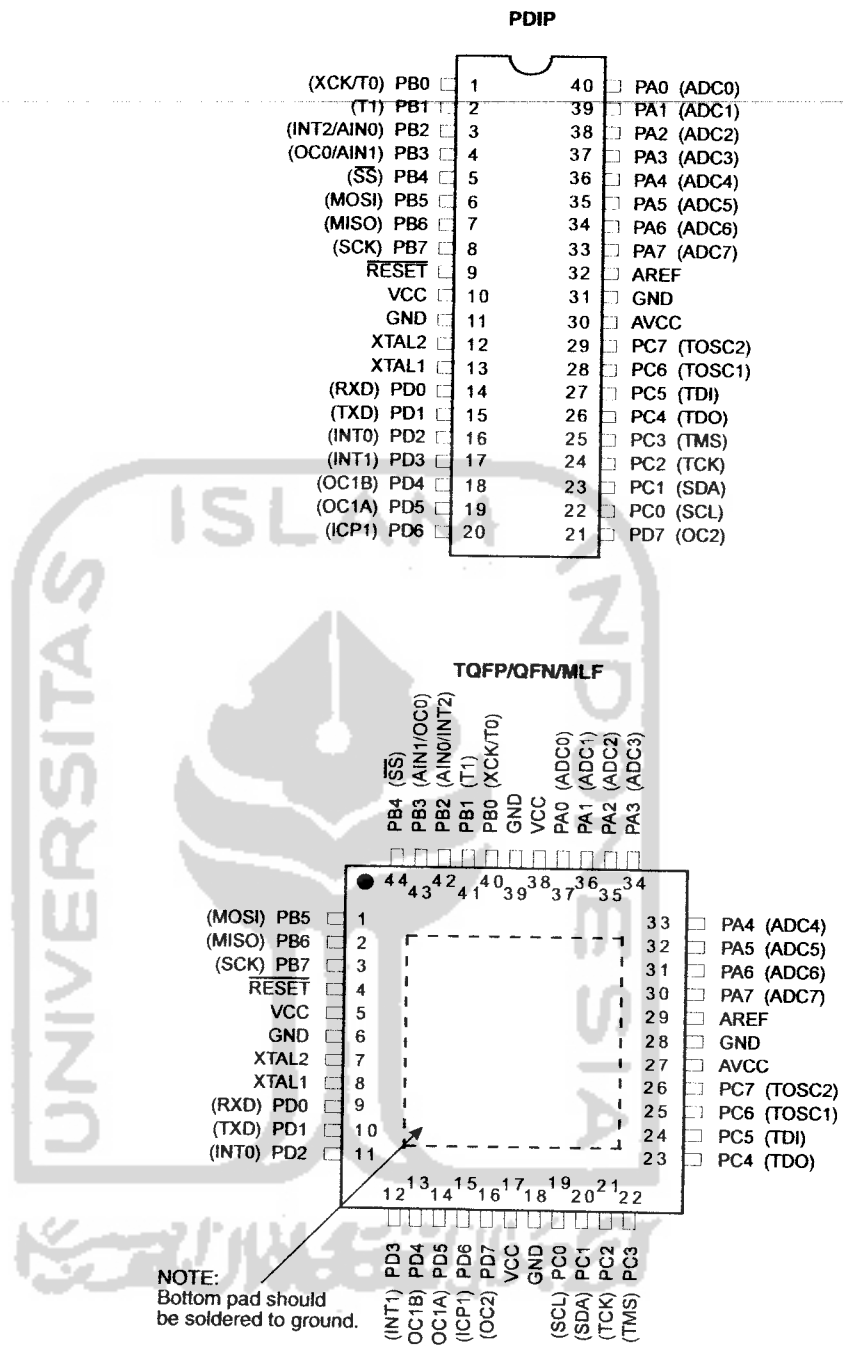 PDIP
(XCK/T0) PB0 1 40 PA0 (ADC0)
(T1) PB1 2 39 PA1 (ADC1)
(INT2/AIN0) PB2 3 38 PA2 (ADC2)
(OC0/AIN1) PB3 4 37 PA3 (ADC3)
(SS) PB4 5 36 PA4 (ADC4)
(MOSI) PB5 6 35 PA5 (ADC5)
(MISO) PB6 7 34 PA6 (ADC6)
(SCK) PB7 8 33 PA7 (ADC7)
RESET 9 32 AREF
VCC 10 31 GND
GND 11 30 AVCC
XTAL2 12 29 PC7 (TOSC2)
XTAL1 13 28 PC6 (TOSC1)
(RXD) PD0 14 27 PC5 (TDI)
(TXD) PD1 15 26 PC4 (TDO)
(INT0) PD2 16 25 PC3 (TMS)
(INT1) PD3 17 24 PC2 (TCK)
(OC1B) PD4 18 23 PC1 (SDA)
(OC1A) PD5 19 22 PC0 (SCL)
(ICP1) PD6 20 21 PD7 (OC2)
UNIVERSITAS
ISLAM
INDONESIA
TQFP/QFN/MLF
PB4 (SS)
PB3 (AIN1/OC0)
PB2 (AIN0/INT2)
PB1 (T1)
PB0 (XCK/T0)
GND
VCC
PA0 (ADC0)
PA1 (ADC1)
PA2 (ADC2)
PA3 (ADC3)
44 43 42 41 40 39 38 37 36 35 34
(MOSI) PB5 1
(MISO) PB6 2
(SCK) PB7 3
RESET 4
VCC 5
GND 6
XTAL2 7
XTAL1 8
(RXD) PD0 9
(TXD) PD1 10
(INT0) PD2 11
33 PA4 (ADC4)
32 PA5 (ADC5)
31 PA6 (ADC6)
30 PA7 (ADC7)
29 AREF
28 GND
27 AVCC
26 PC7 (TOSC2)
25 PC6 (TOSC1)
24 PC5 (TDI)
23 PC4 (TDO)
12 13 14 15 16 17 18 19 20 21 22
(INT1) PD3
OC1B) PD4
OC1A) PD5
(ICP1) PD6
(OC2) PD7
VCC
GND
(SCL) PC0
(SDA) PC1
(TCK) PC2
(TMS) PC3
NOTE:
Bottom pad should
be soldered to ground.